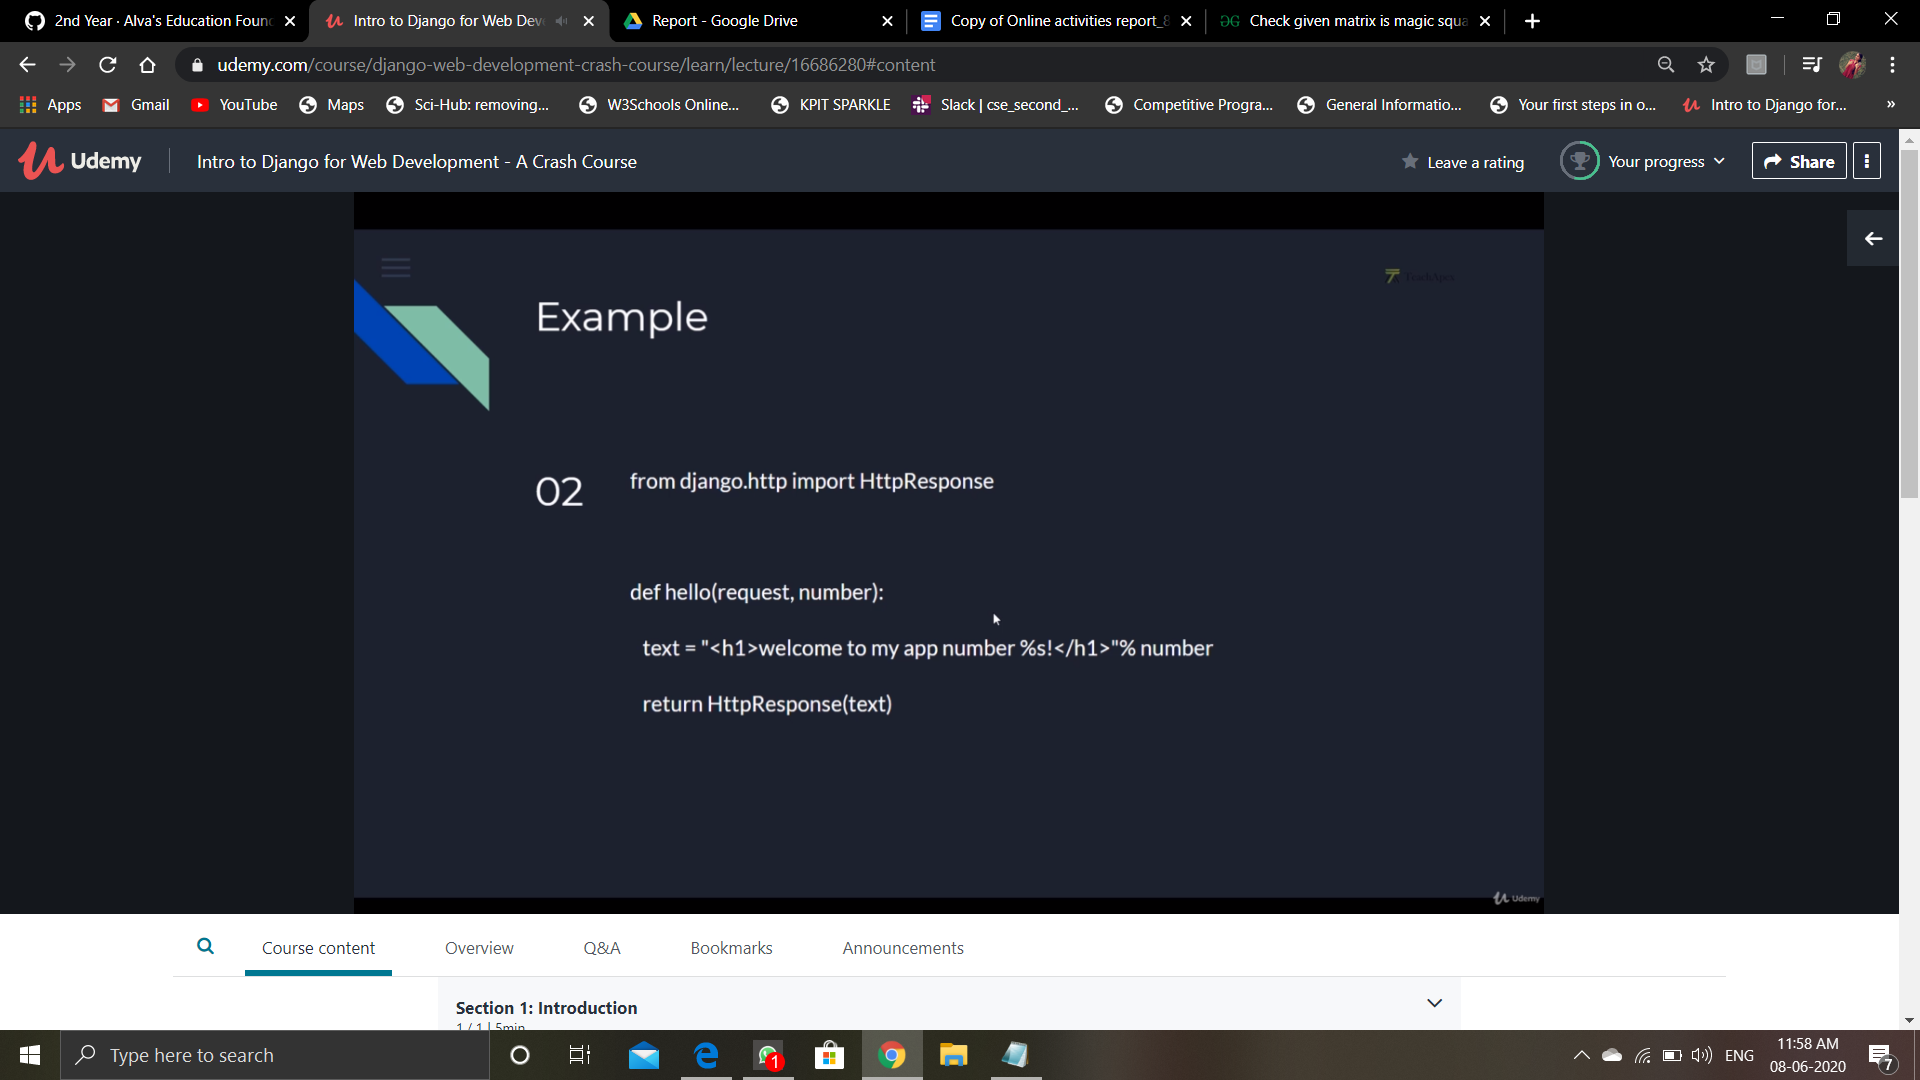 2nd Year · Alva's Education Foun
Intro to Django for Web Dev
Report - Google Drive
Copy of Online activities report_8
Check given matrix is magic squa
udemy.com/course/django-web-development-crash-course/learn/lecture/16686280#content
Apps
Gmail
YouTube
Maps
Sci-Hub: removing...
W3Schools Online...
KPIT SPARKLE
Slack | cse_second_...
Competitive Progra...
General Informatio...
Your first steps in o...
Intro to Django for...
»
Udemy
Intro to Django for Web Development - A Crash Course
Leave a rating
Your progress
Share
Example
02
from django.http import HttpResponse
def hello(request, number):
text = "<h1>welcome to my app number %s!</h1>"% number
return HttpResponse(text)
Udemy
Course content
Overview
Q&A
Bookmarks
Announcements
Section 1: Introduction
1 / 1 | 5min
Type here to search
1
ENG
11:58 AM
08-06-2020
7